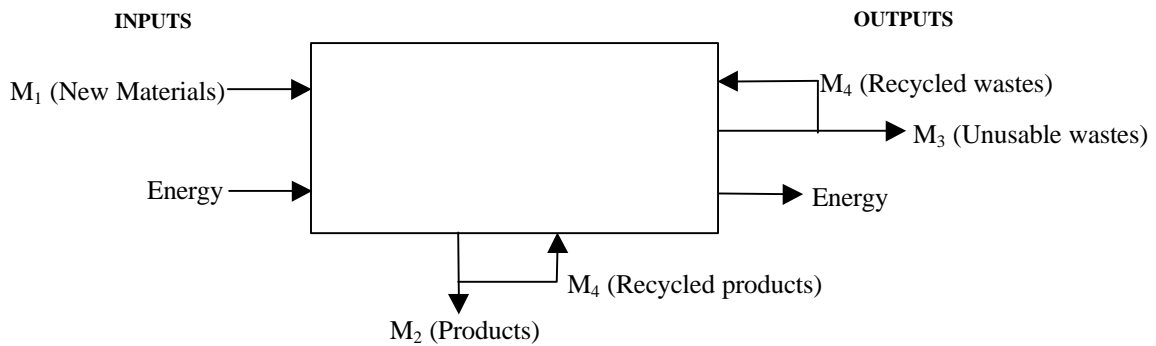 INPUTS
OUTPUTS
M₁ (New Materials)
M₄ (Recycled wastes)
M₃ (Unusable wastes)
Energy
Energy
M₄ (Recycled products)
M₂ (Products)